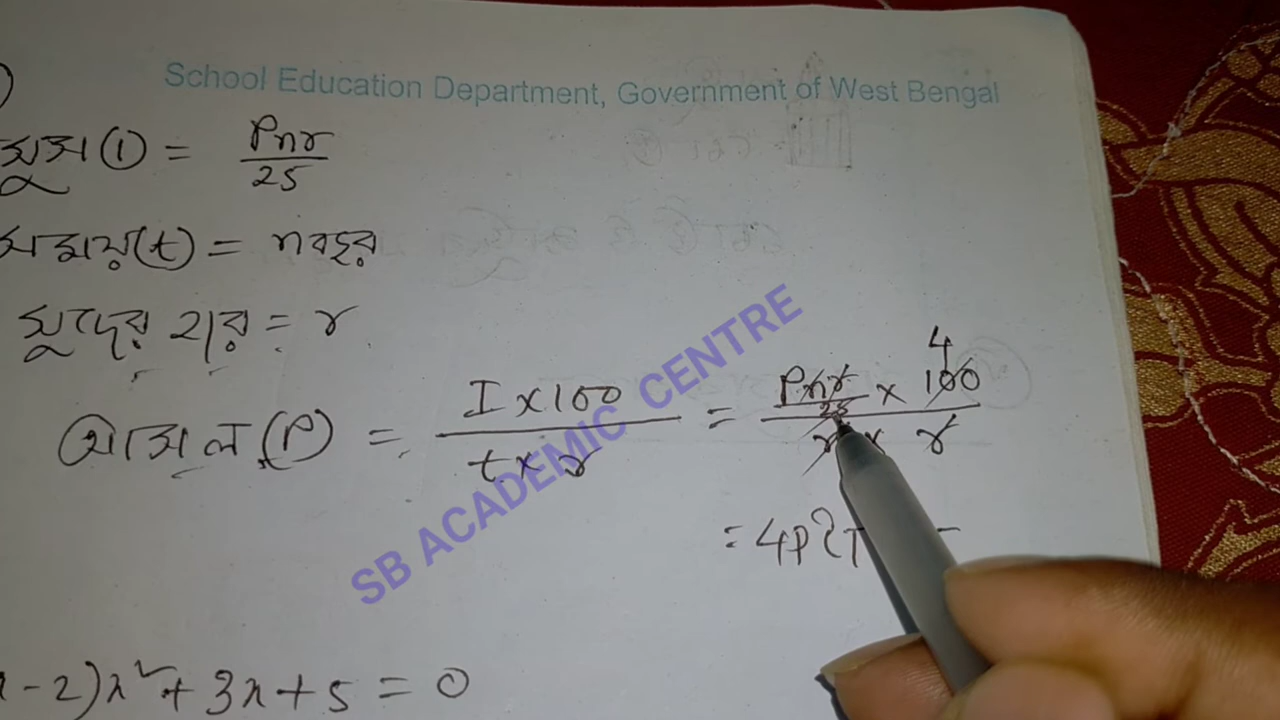 School Education Department, Government of West Bengal
)
সুদ (I) = Pnr/25
সময় (t) = n বছর
সুদের হার = r
আসল (P) = I × 100 / t × r = Pnr/25 × 100 4 / r × r
= 4P টা
SB ACADEMIC CENTRE
-2)x² + 3x + 5 = 0